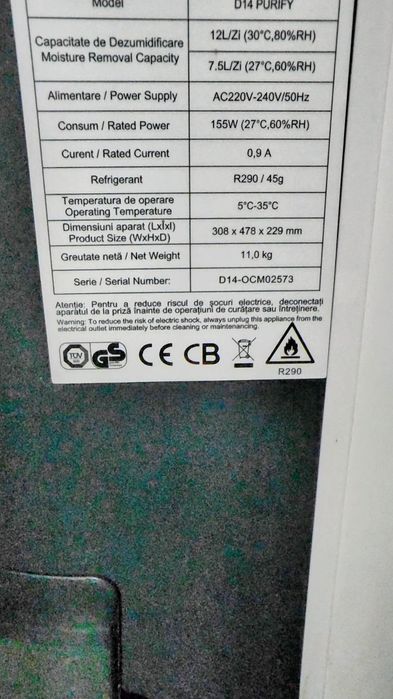 Model D14 PURIFY
Capacitate de Dezumidificare 12L/Zi (30°C,80%RH)
Moisture Removal Capacity 7.5L/Zi (27°C,60%RH)
Alimentare / Power Supply AC220V-240V/50Hz
Consum / Rated Power 155W (27°C,60%RH)
Curent / Rated Current 0,9 A
Refrigerant R290 / 45g
Temperatura de operare 5°C-35°C
Operating Temperature
Dimensiuni aparat (LxÎxl) 308 x 478 x 229 mm
Product Size (WxHxD)
Greutate netă / Net Weight 11,0 kg
Serie / Serial Number: D14-OCM02573
Atenție: Pentru a reduce riscul de șocuri electrice, deconectați
aparatul de la priză înainte de operațiuni de curățare sau întreținere.
Warning: To reduce the risk of electric shock, always unplug this appliance from the
electrical outlet immediately before cleaning or maintenancing.
TÜV GS CE CB
R290